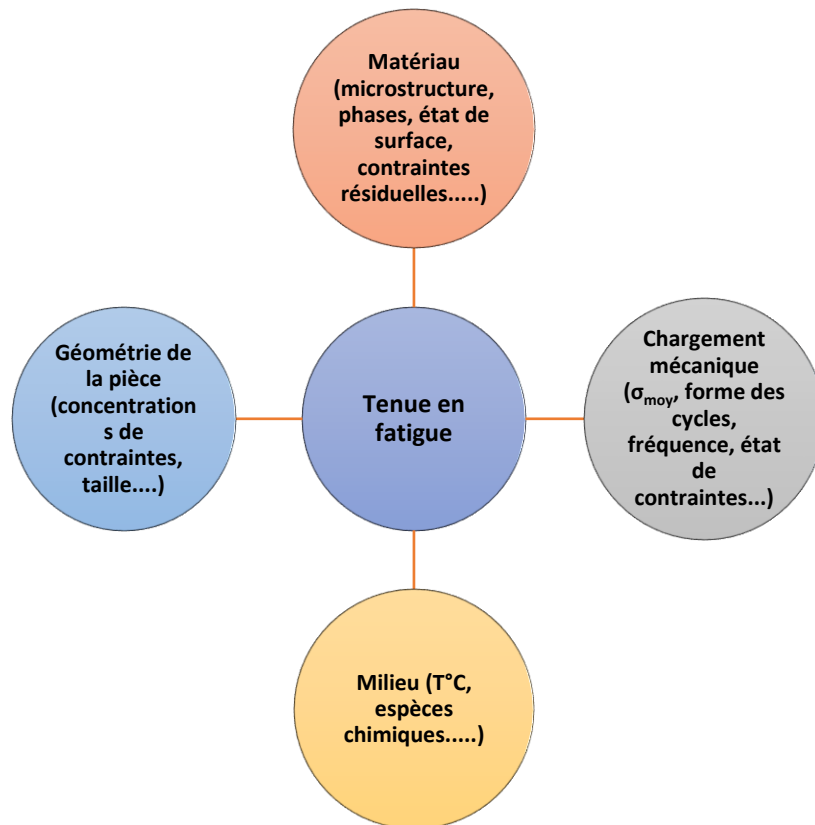 Matériau
(microstructure,
phases, état de
surface,
contraintes
résiduelles.....)
Géométrie de
la pièce
(concentration
s de
contraintes,
taille....)
Tenue en
fatigue
Chargement
mécanique
(σmoy, forme des
cycles,
fréquence, état
de
contraintes...)
Milieu (T°C,
espèces
chimiques.....)